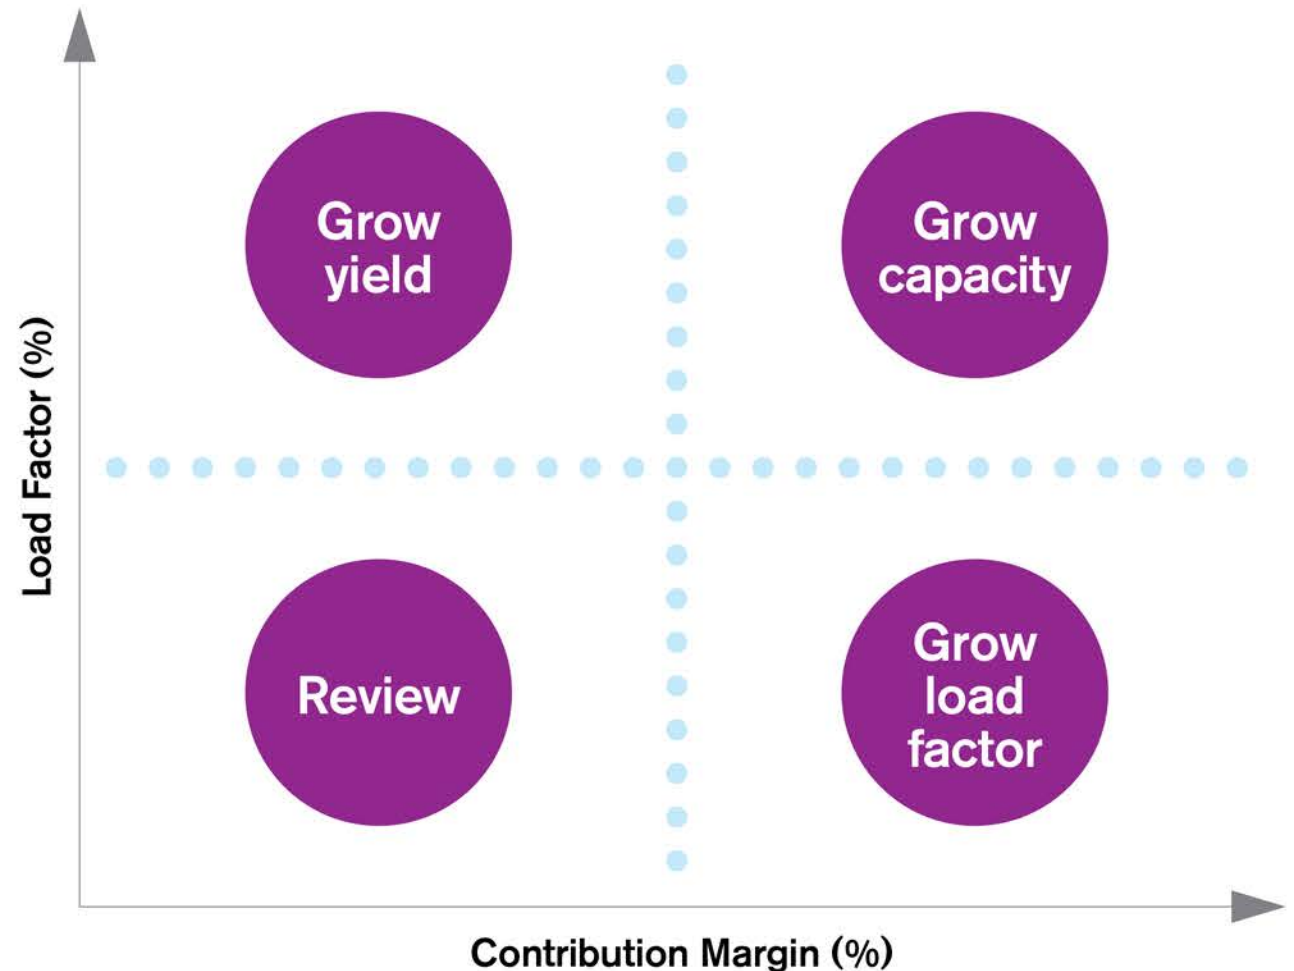 Load Factor (%)
Grow
yield
Grow
capacity
Review
Grow
load
factor
Contribution Margin (%)